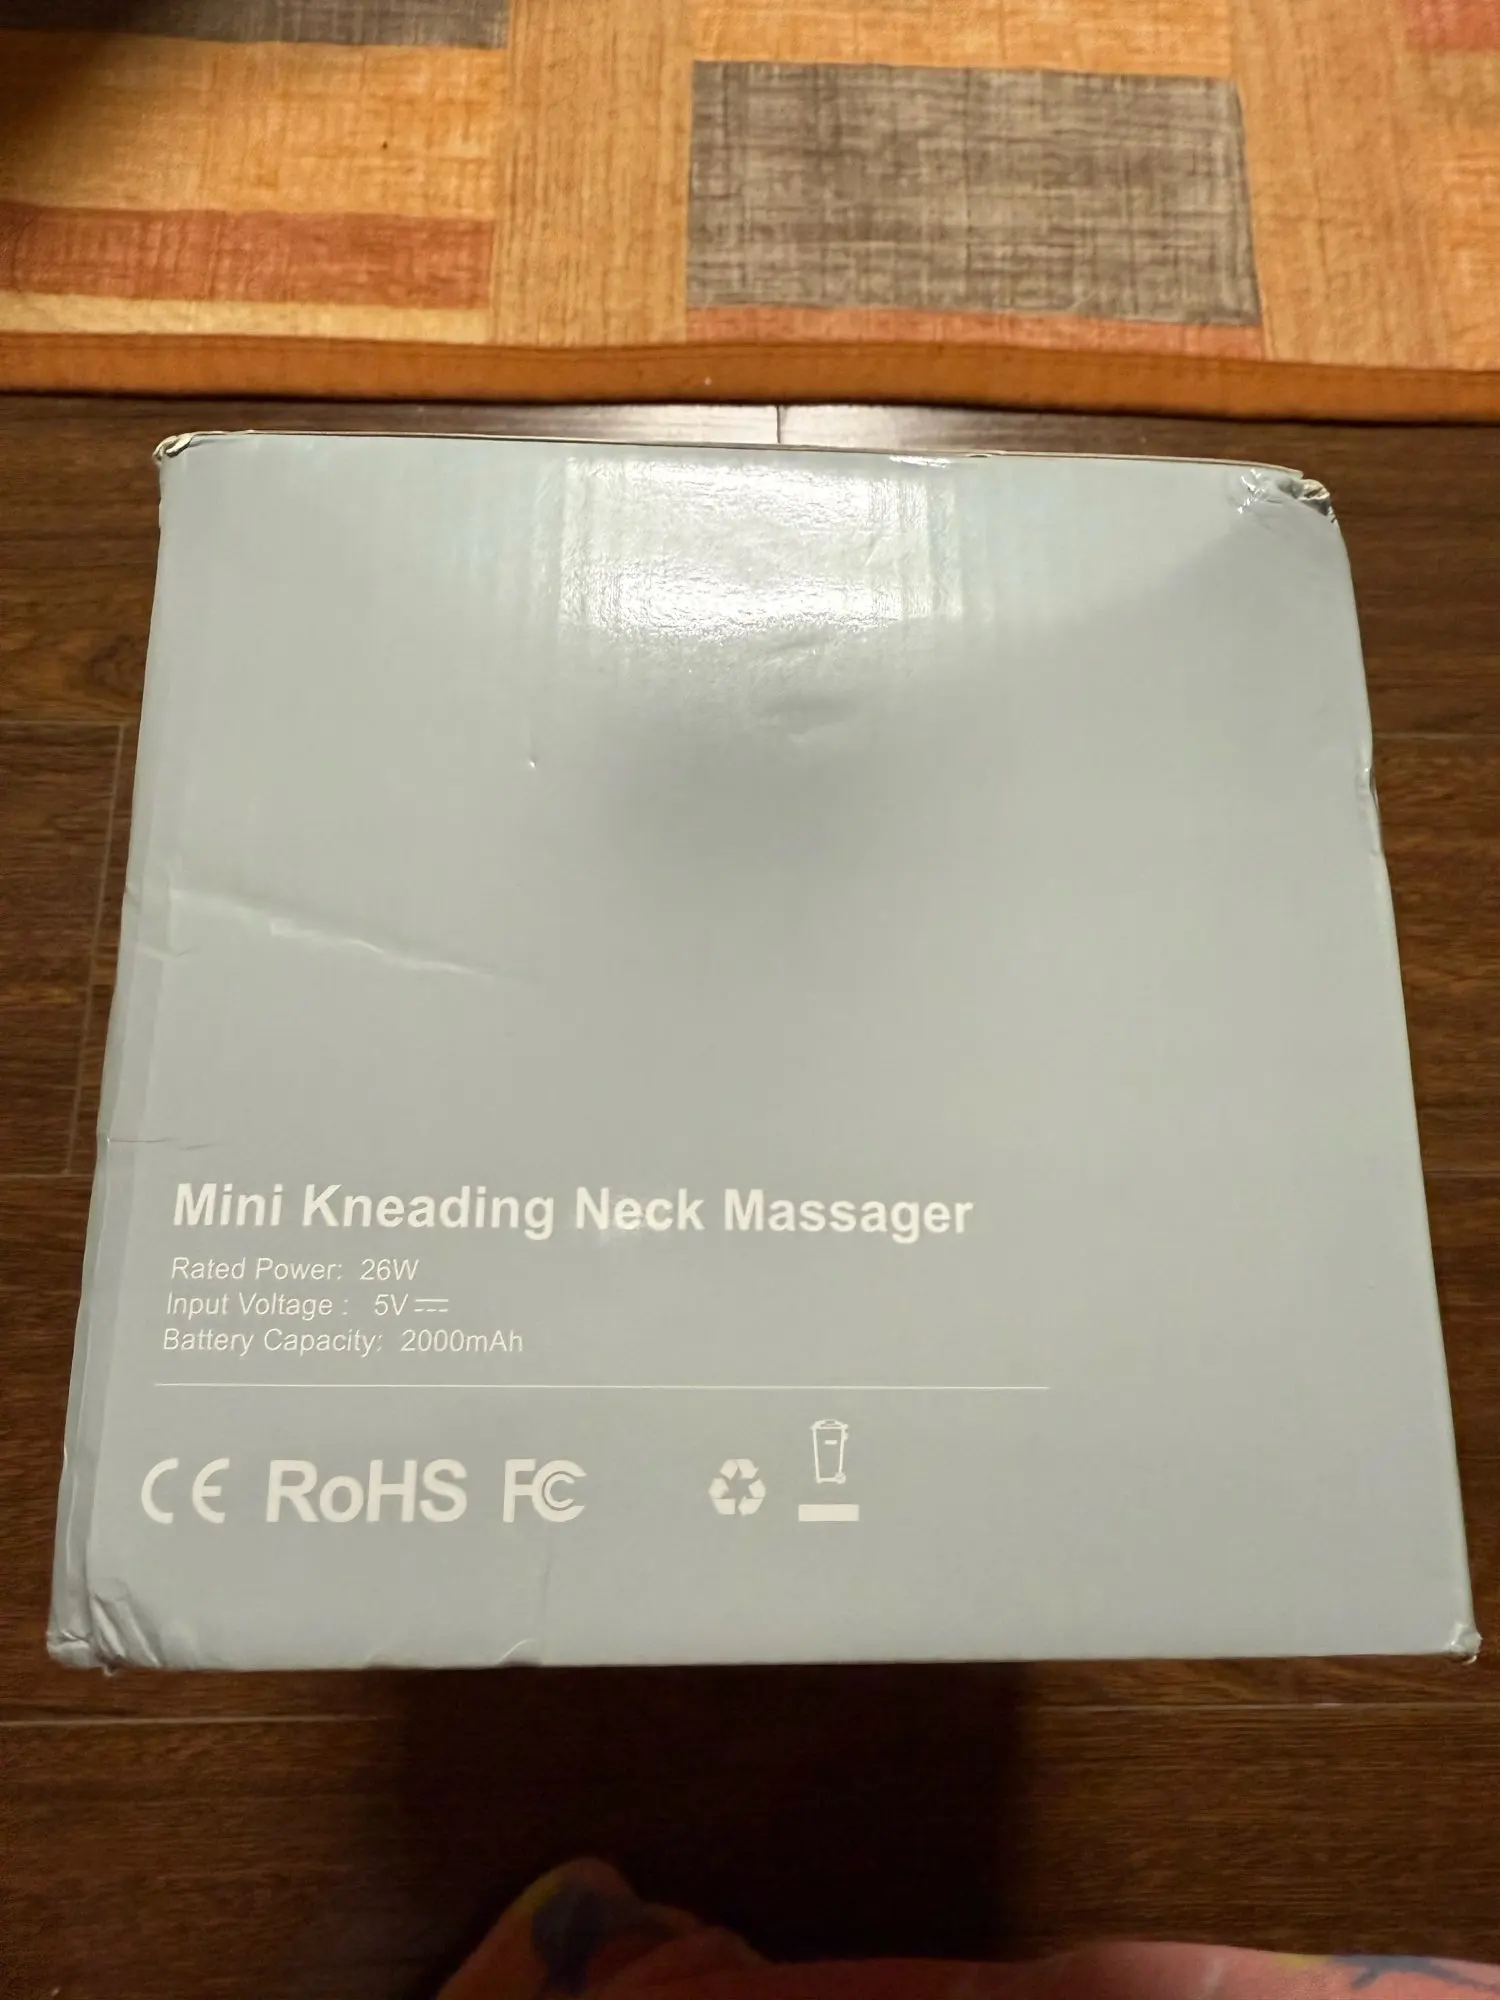 Mini Kneading Neck Massager
Rated Power: 26W
Input Voltage : 5V⎓
Battery Capacity: 2000mAh
CE RoHS FC